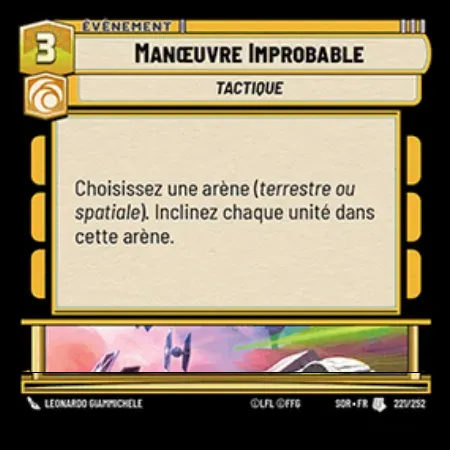 ÉVÉNEMENT
3
MANŒUVRE IMPROBABLE
TACTIQUE
Choisissez une arène (terrestre ou
spatiale). Inclinez chaque unité dans
cette arène.
LEONARDO GIAMMICHELE
©LFL ©FFG
SOR • FR
221/252